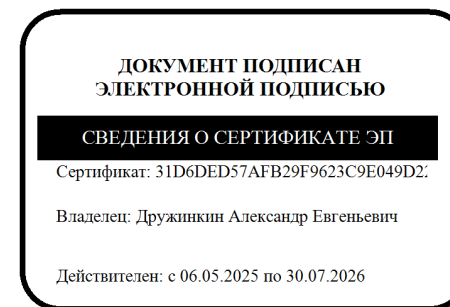 ДОКУМЕНТ ПОДПИСАН
ЭЛЕКТРОННОЙ ПОДПИСЬЮ
СВЕДЕНИЯ О СЕРТИФИКАТЕ ЭП
Сертификат: 31D6DED57AFB29F9623C9E049D22
Владелец: Дружинкин Александр Евгеньевич
Действителен: с 06.05.2025 по 30.07.2026